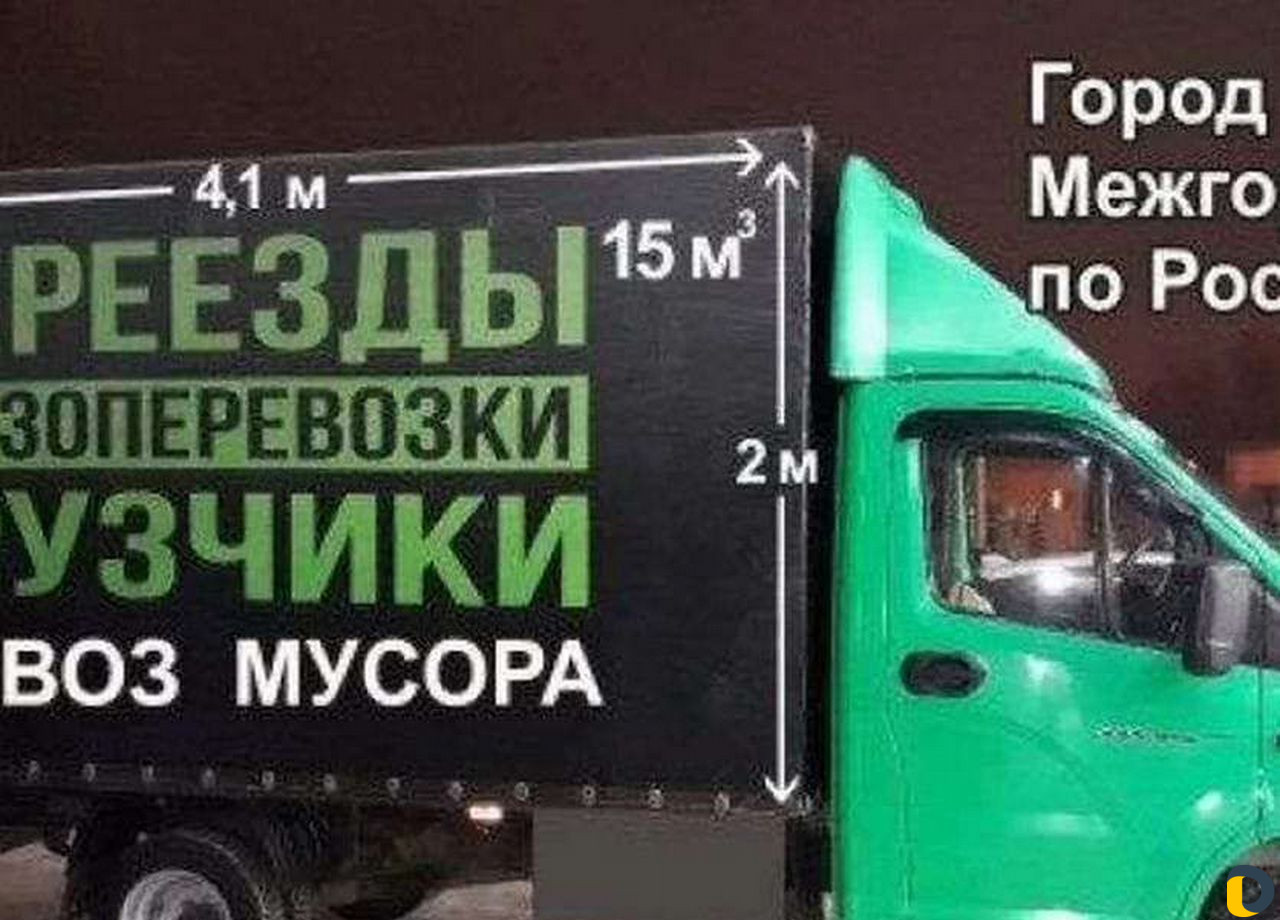 Город
Межго
по Рос
4,1 м
15 м³
РЕЕЗДЫ
ЗОПЕРЕВОЗКИ
2 м
УЗЧИКИ
ВОЗ МУСОРА